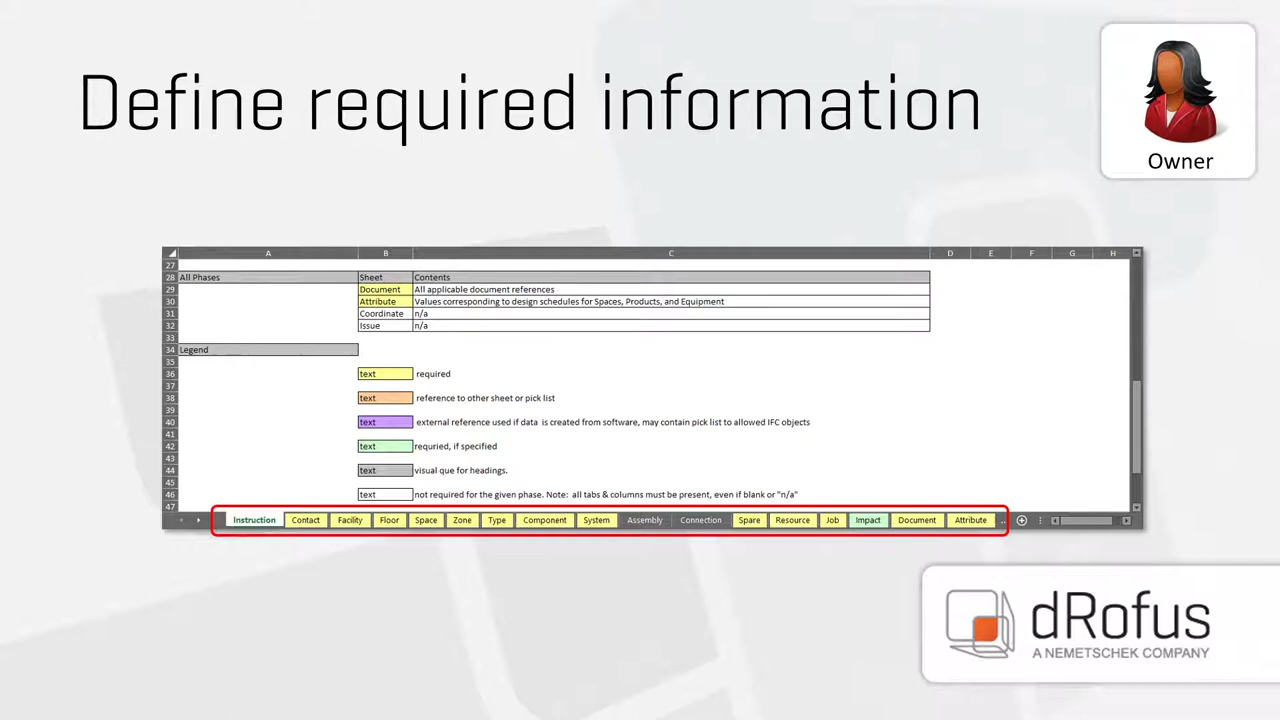 Define required information
Owner
A B C D E F G H
27
28 All Phases Sheet Contents
29 Document All applicable document references
30 Attribute Values corresponding to design schedules for Spaces, Products, and Equipment
31 Coordinate n/a
32 Issue n/a
33
34 Legend
35
36 text required
37
38 text reference to other sheet or pick list
39
40 text external reference used if data is created from software, may contain pick list to allowed IFC objects
41
42 text requried, if specified
43
44 text visual que for headings.
45
46 text not required for the given phase. Note: all tabs & columns must be present, even if blank or "n/a"
47
Instruction Contact Facility Floor Space Zone Type Component System Assembly Connection Spare Resource Job Impact Document Attribute ...
dRofus
A NEMETSCHEK COMPANY